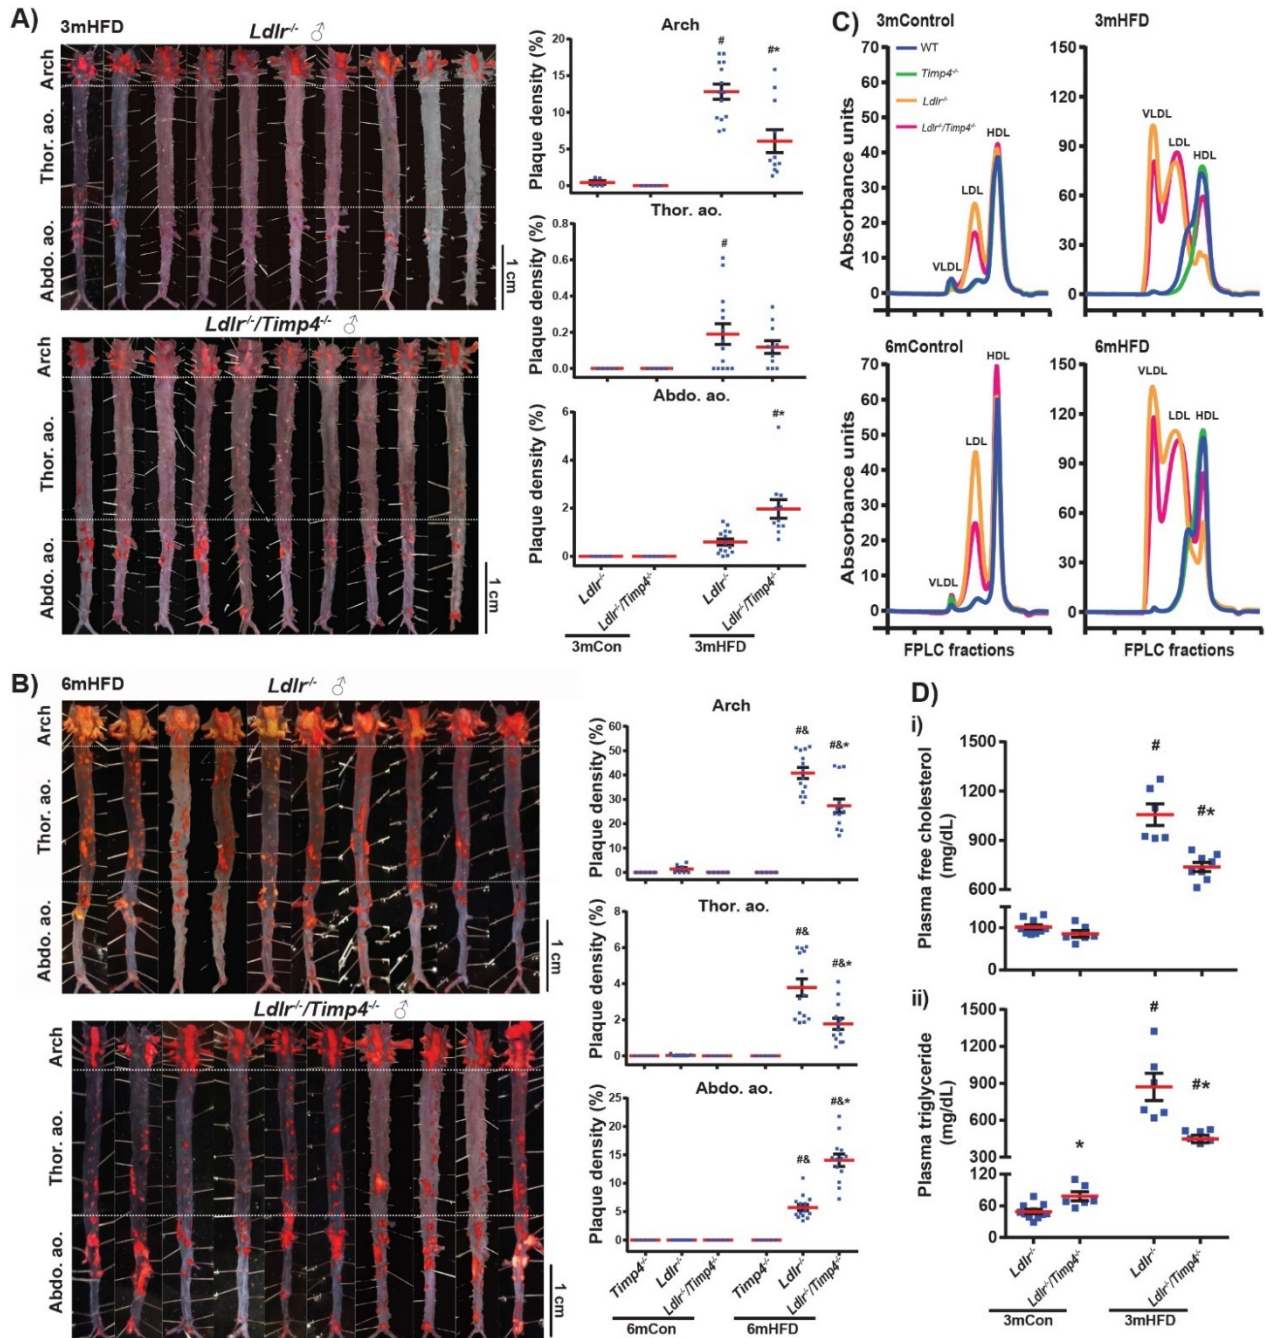 A)
3mHFD
Ldlr-/- ♂
Arch
Thor. ao.
Abdo. ao.
1 cm
Ldlr-/-/Timp4-/- ♂
Arch
Thor. ao.
Abdo. ao.
1 cm
Arch
Plaque density (%)
20
15
10
5
0
#
#*
Thor. ao.
Plaque density (%)
0.8
0.6
0.4
0.2
0.0
#
Abdo. ao.
Plaque density (%)
6
4
2
0
#*
Ldlr-/-
Ldlr-/-/Timp4-/-
Ldlr-/-
Ldlr-/-/Timp4-/-
3mCon
3mHFD
B)
6mHFD
Ldlr-/- ♂
Arch
Thor. ao.
Abdo. ao.
1 cm
Ldlr-/-/Timp4-/- ♂
Arch
Thor. ao.
Abdo. ao.
1 cm
Arch
Plaque density (%)
60
50
40
30
20
10
0
#&
#&*
Thor. ao.
Plaque density (%)
8
6
4
2
0
#&
#&*
Abdo. ao.
Plaque density (%)
25
20
15
10
5
0
#&
#&*
Timp4-/-
Ldlr-/-
Ldlr-/-/Timp4-/-
Timp4-/-
Ldlr-/-
Ldlr-/-/Timp4-/-
6mCon
6mHFD
C)
3mControl
WT
Timp4-/-
Ldlr-/-
Ldlr-/-/Timp4-/-
Absorbance units
70
60
50
40
30
20
10
0
VLDL
LDL
HDL
3mHFD
150
120
90
60
30
0
VLDL
LDL
HDL
6mControl
Absorbance units
70
60
50
40
30
20
10
0
VLDL
LDL
HDL
FPLC fractions
6mHFD
150
120
90
60
30
0
VLDL
LDL
HDL
FPLC fractions
D)
i)
Plasma free cholesterol
(mg/dL)
1500
1200
900
600
100
0
#
#*
ii)
Plasma triglyceride
(mg/dL)
1500
1200
900
600
300
120
60
0
*
#
#*
Ldlr-/-
Ldlr-/-/Timp4-/-
Ldlr-/-
Ldlr-/-/Timp4-/-
3mCon
3mHFD